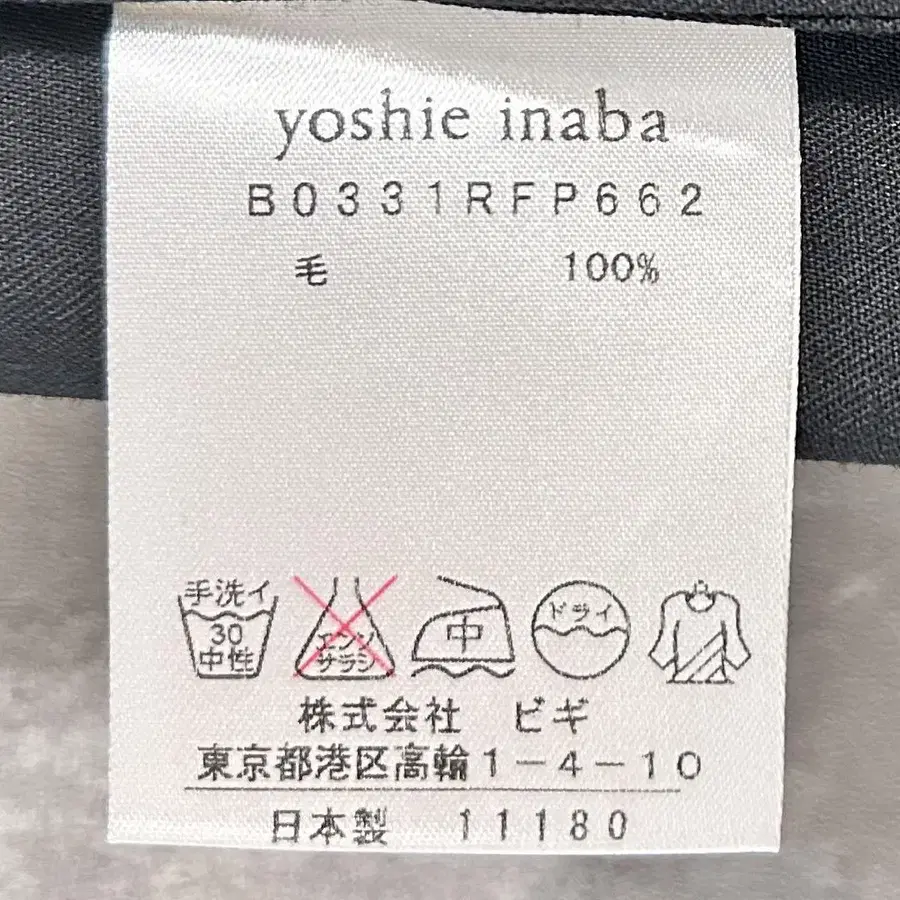 yoshie inaba
B0331RFP662
毛 100%
手洗イ
30
中性
エンソ
サラシ
中
ドライ
株式会社 ビギ
東京都港区高輪1-4-10
日本製 11180